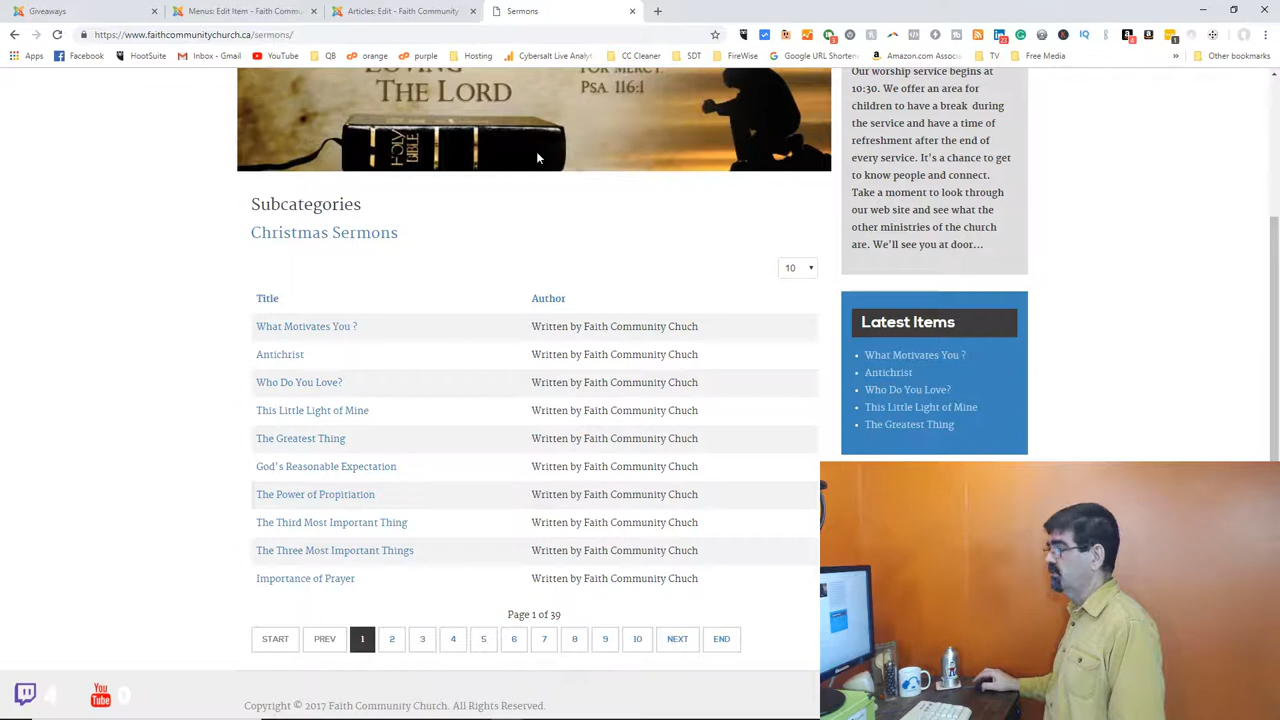 Giveaways
Menus: Edit Item - Faith Commu
Articles: Edit - Faith Community
Sermons
https://www.faithcommunitychurch.ca/sermons/
Apps
Facebook
HootSuite
Inbox - Gmail
YouTube
QB
orange
purple
Hosting
Cybersalt Live Analyt
CC Cleaner
SDT
FireWise
Google URL Shortene
Amazon.com Associ
TV
Free Media
Other bookmarks
LOVING
THE LORD
FOR MERCY.
PSA. 116:1
HOLY
BIBLE
Subcategories
Christmas Sermons
10
Title Author
What Motivates You ? Written by Faith Community Chuch
Antichrist Written by Faith Community Chuch
Who Do You Love? Written by Faith Community Chuch
This Little Light of Mine Written by Faith Community Chuch
The Greatest Thing Written by Faith Community Chuch
God's Reasonable Expectation Written by Faith Community Chuch
The Power of Propitiation Written by Faith Community Chuch
The Third Most Important Thing Written by Faith Community Chuch
The Three Most Important Things Written by Faith Community Chuch
Importance of Prayer Written by Faith Community Chuch
Page 1 of 39
START PREV 1 2 3 4 5 6 7 8 9 10 NEXT END
Our worship service begins at
10:30. We offer an area for
children to have a break during
the service and have a time of
refreshment after the end of
every service. It's a chance to get
to know people and connect.
Take a moment to look through
our web site and see what the
other ministries of the church
are. We'll see you at door...
Latest Items
What Motivates You ?
Antichrist
Who Do You Love?
This Little Light of Mine
The Greatest Thing
You
Tube
Copyright © 2017 Faith Community Church. All Rights Reserved.